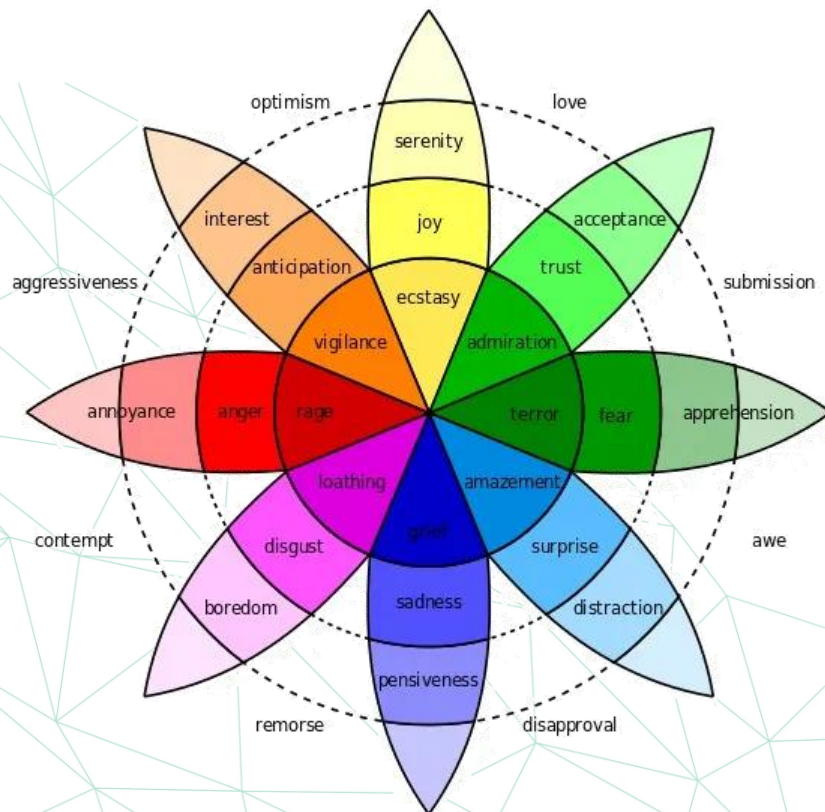 optimism
love
serenity
interest
acceptance
joy
anticipation
trust
aggressiveness
submission
ecstasy
vigilance
admiration
annoyance
anger
rage
terror
fear
apprehension
loathing
amazement
grief
contempt
disgust
surprise
awe
sadness
boredom
distraction
pensiveness
remorse
disapproval